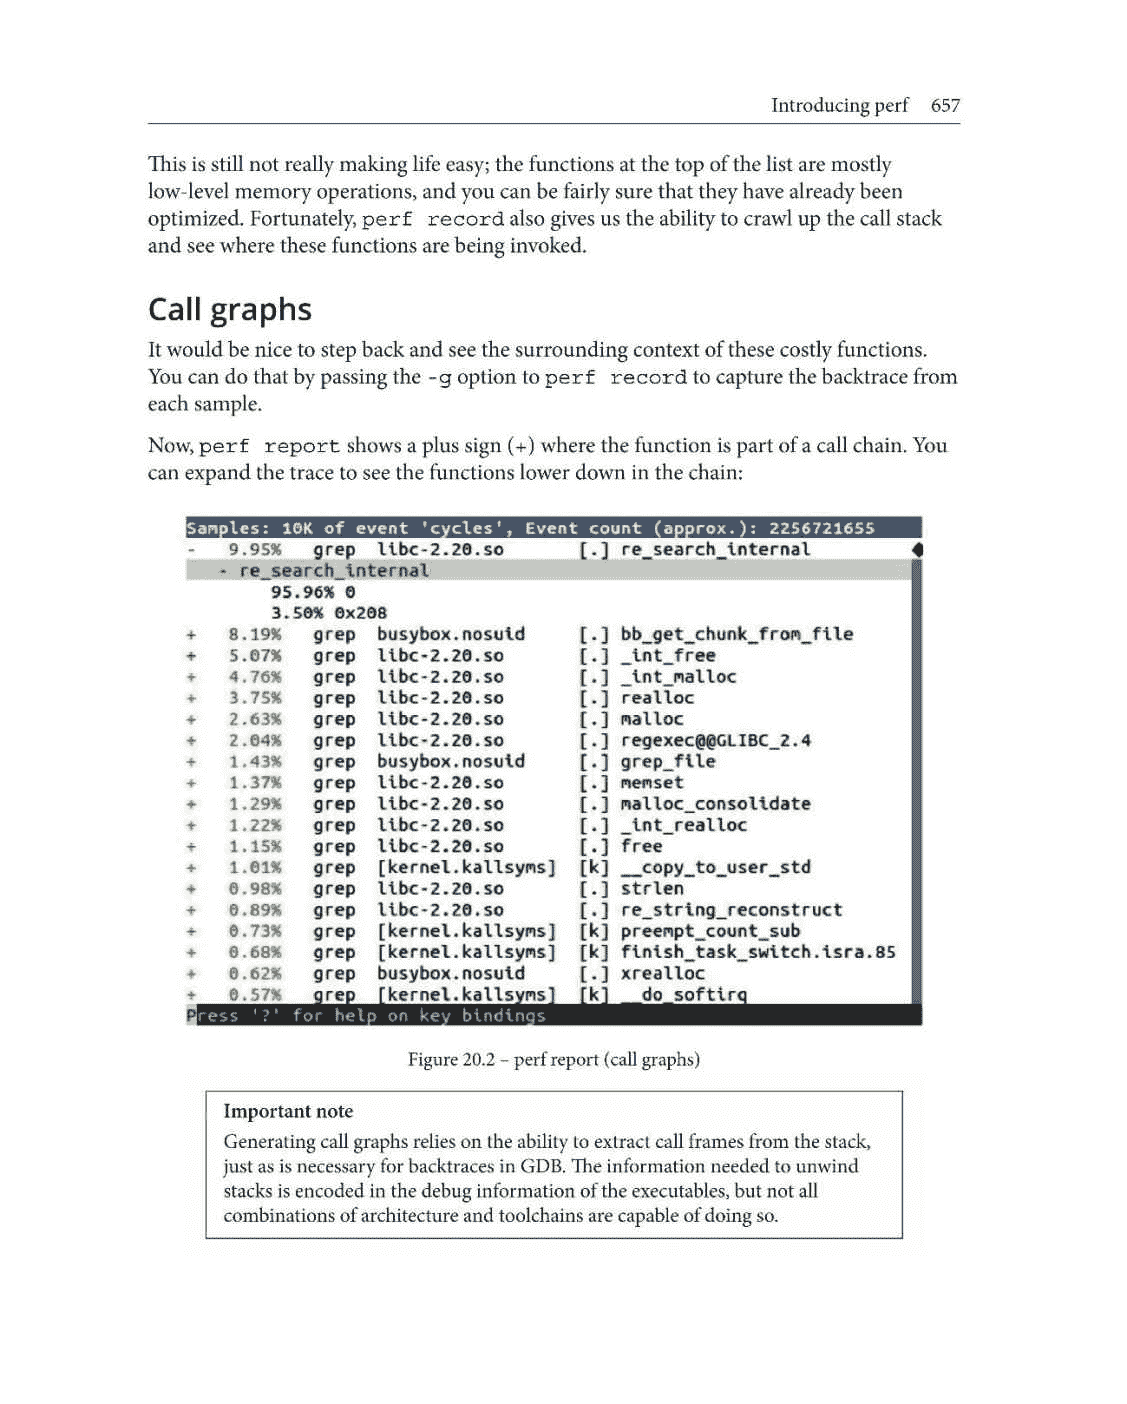 Introducing perf 657
This is still not really making life easy; the functions at the top of the list are mostly
low-level memory operations, and you can be fairly sure that they have already been
optimized. Fortunately, perf record also gives us the ability to crawl up the call stack
and see where these functions are being invoked.
Call graphs
It would be nice to step back and see the surrounding context of these costly functions.
You can do that by passing the -g option to perf record to capture the backtrace from
each sample.
Now, perf report shows a plus sign (+) where the function is part of a call chain. You
can expand the trace to see the functions lower down in the chain:
Samples: 10K of event 'cycles', Event count (approx.): 2256721655
- 9.95% grep libc-2.20.so [.] re_search_internal
- re_search_internal
95.96% 0
3.50% 0x208
+ 8.19% grep busybox.nosuid [.] bb_get_chunk_from_file
+ 5.07% grep libc-2.20.so [.] _int_free
+ 4.76% grep libc-2.20.so [.] _int_malloc
+ 3.75% grep libc-2.20.so [.] realloc
+ 2.63% grep libc-2.20.so [.] malloc
+ 2.04% grep libc-2.20.so [.] regexec@@GLIBC_2.4
+ 1.43% grep busybox.nosuid [.] grep_file
+ 1.37% grep libc-2.20.so [.] memset
+ 1.29% grep libc-2.20.so [.] malloc_consolidate
+ 1.22% grep libc-2.20.so [.] _int_realloc
+ 1.15% grep libc-2.20.so [.] free
+ 1.01% grep [kernel.kallsyms] [k] __copy_to_user_std
+ 0.98% grep libc-2.20.so [.] strlen
+ 0.89% grep libc-2.20.so [.] re_string_reconstruct
+ 0.73% grep [kernel.kallsyms] [k] preempt_count_sub
+ 0.68% grep [kernel.kallsyms] [k] finish_task_switch.isra.85
+ 0.62% grep busybox.nosuid [.] xrealloc
+ 0.57% grep [kernel.kallsyms] [k] __do_softirq
Press '?' for help on key bindings
Figure 20.2 – perf report (call graphs)
Important note
Generating call graphs relies on the ability to extract call frames from the stack,
just as is necessary for backtraces in GDB. The information needed to unwind
stacks is encoded in the debug information of the executables, but not all
combinations of architecture and toolchains are capable of doing so.